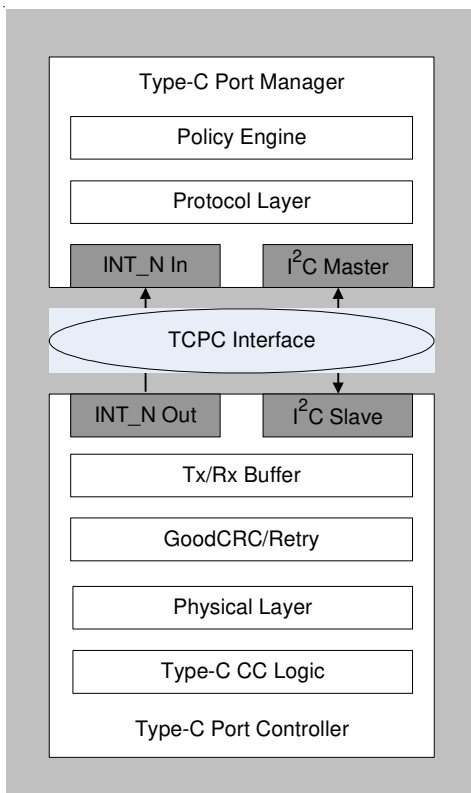 Type-C Port Manager
Policy Engine
Protocol Layer
INT_N In
I²C Master
TCPC Interface
INT_N Out
I²C Slave
Tx/Rx Buffer
GoodCRC/Retry
Physical Layer
Type-C CC Logic
Type-C Port Controller